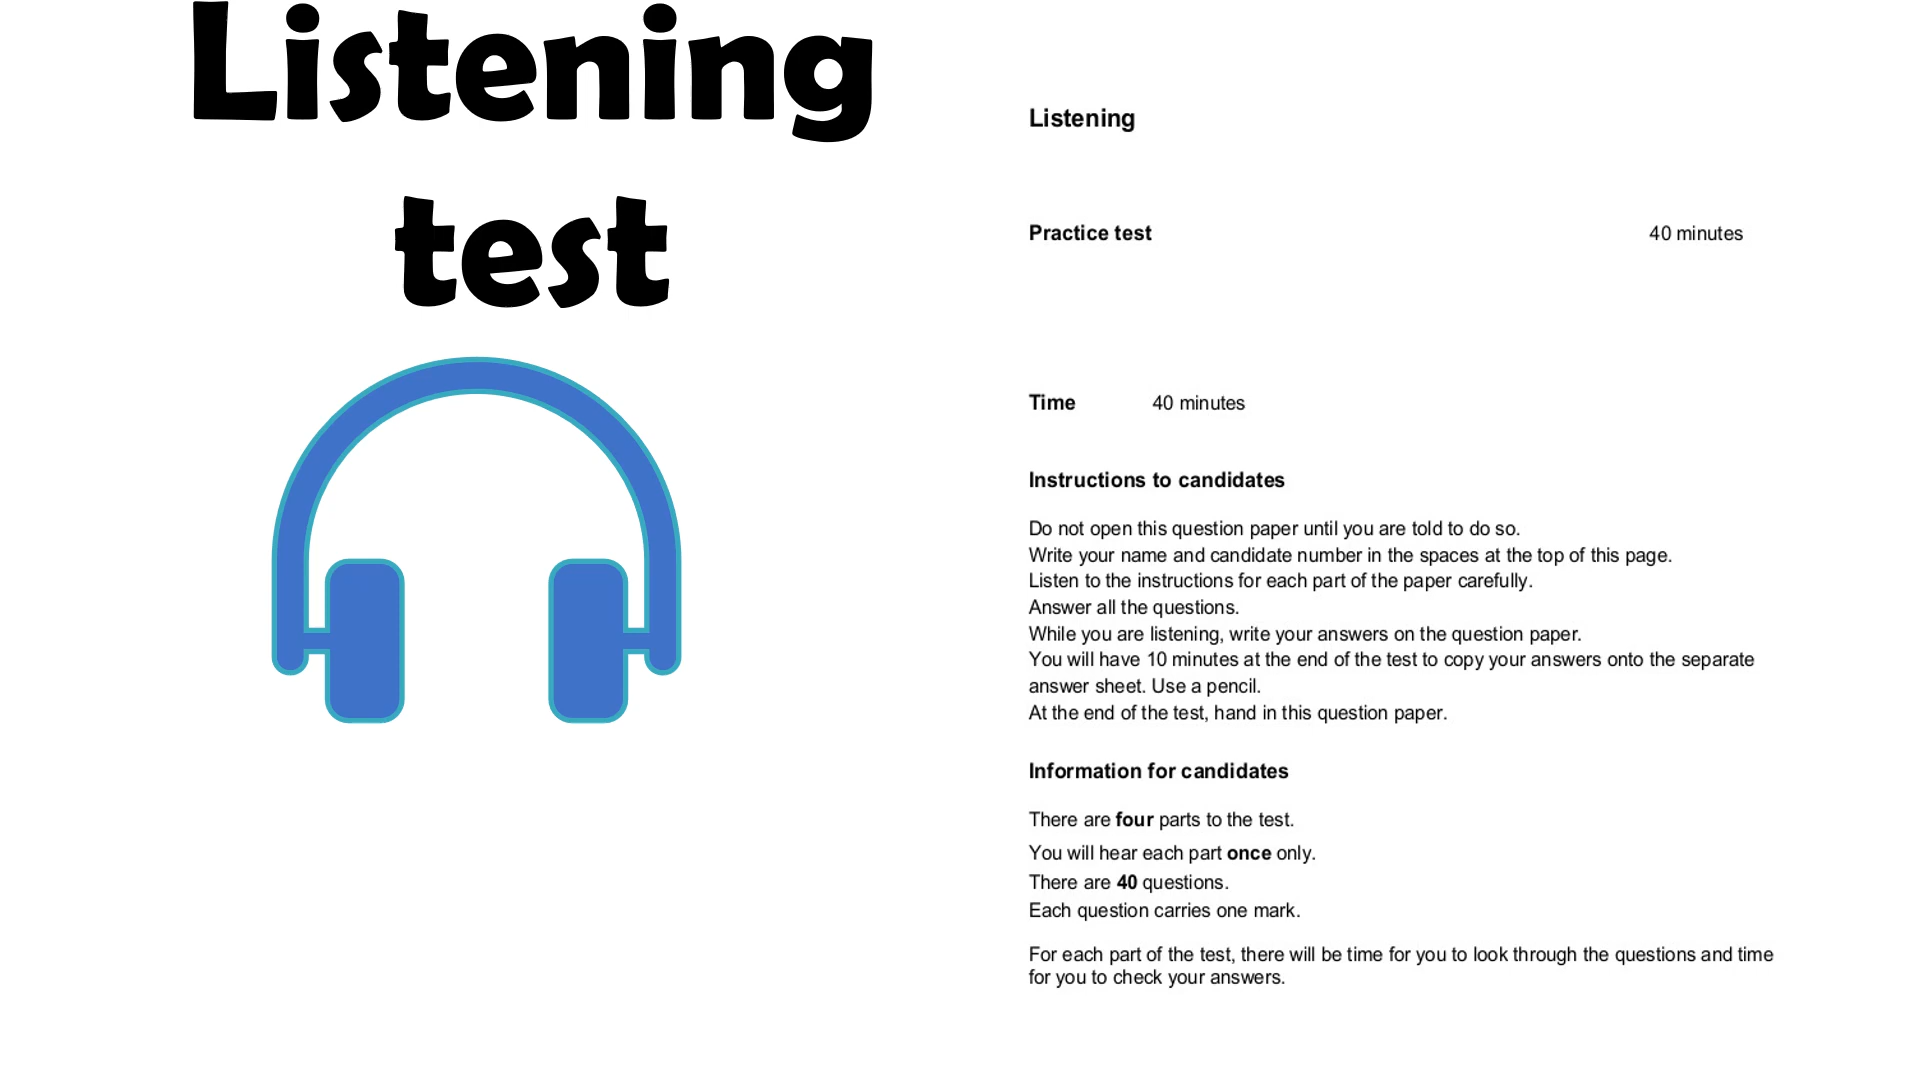 Listening
test
Listening
Practice test 40 minutes
Time 40 minutes
Instructions to candidates
Do not open this question paper until you are told to do so.
Write your name and candidate number in the spaces at the top of this page.
Listen to the instructions for each part of the paper carefully.
Answer all the questions.
While you are listening, write your answers on the question paper.
You will have 10 minutes at the end of the test to copy your answers onto the separate
answer sheet. Use a pencil.
At the end of the test, hand in this question paper.
Information for candidates
There are four parts to the test.
You will hear each part once only.
There are 40 questions.
Each question carries one mark.
For each part of the test, there will be time for you to look through the questions and time
for you to check your answers.